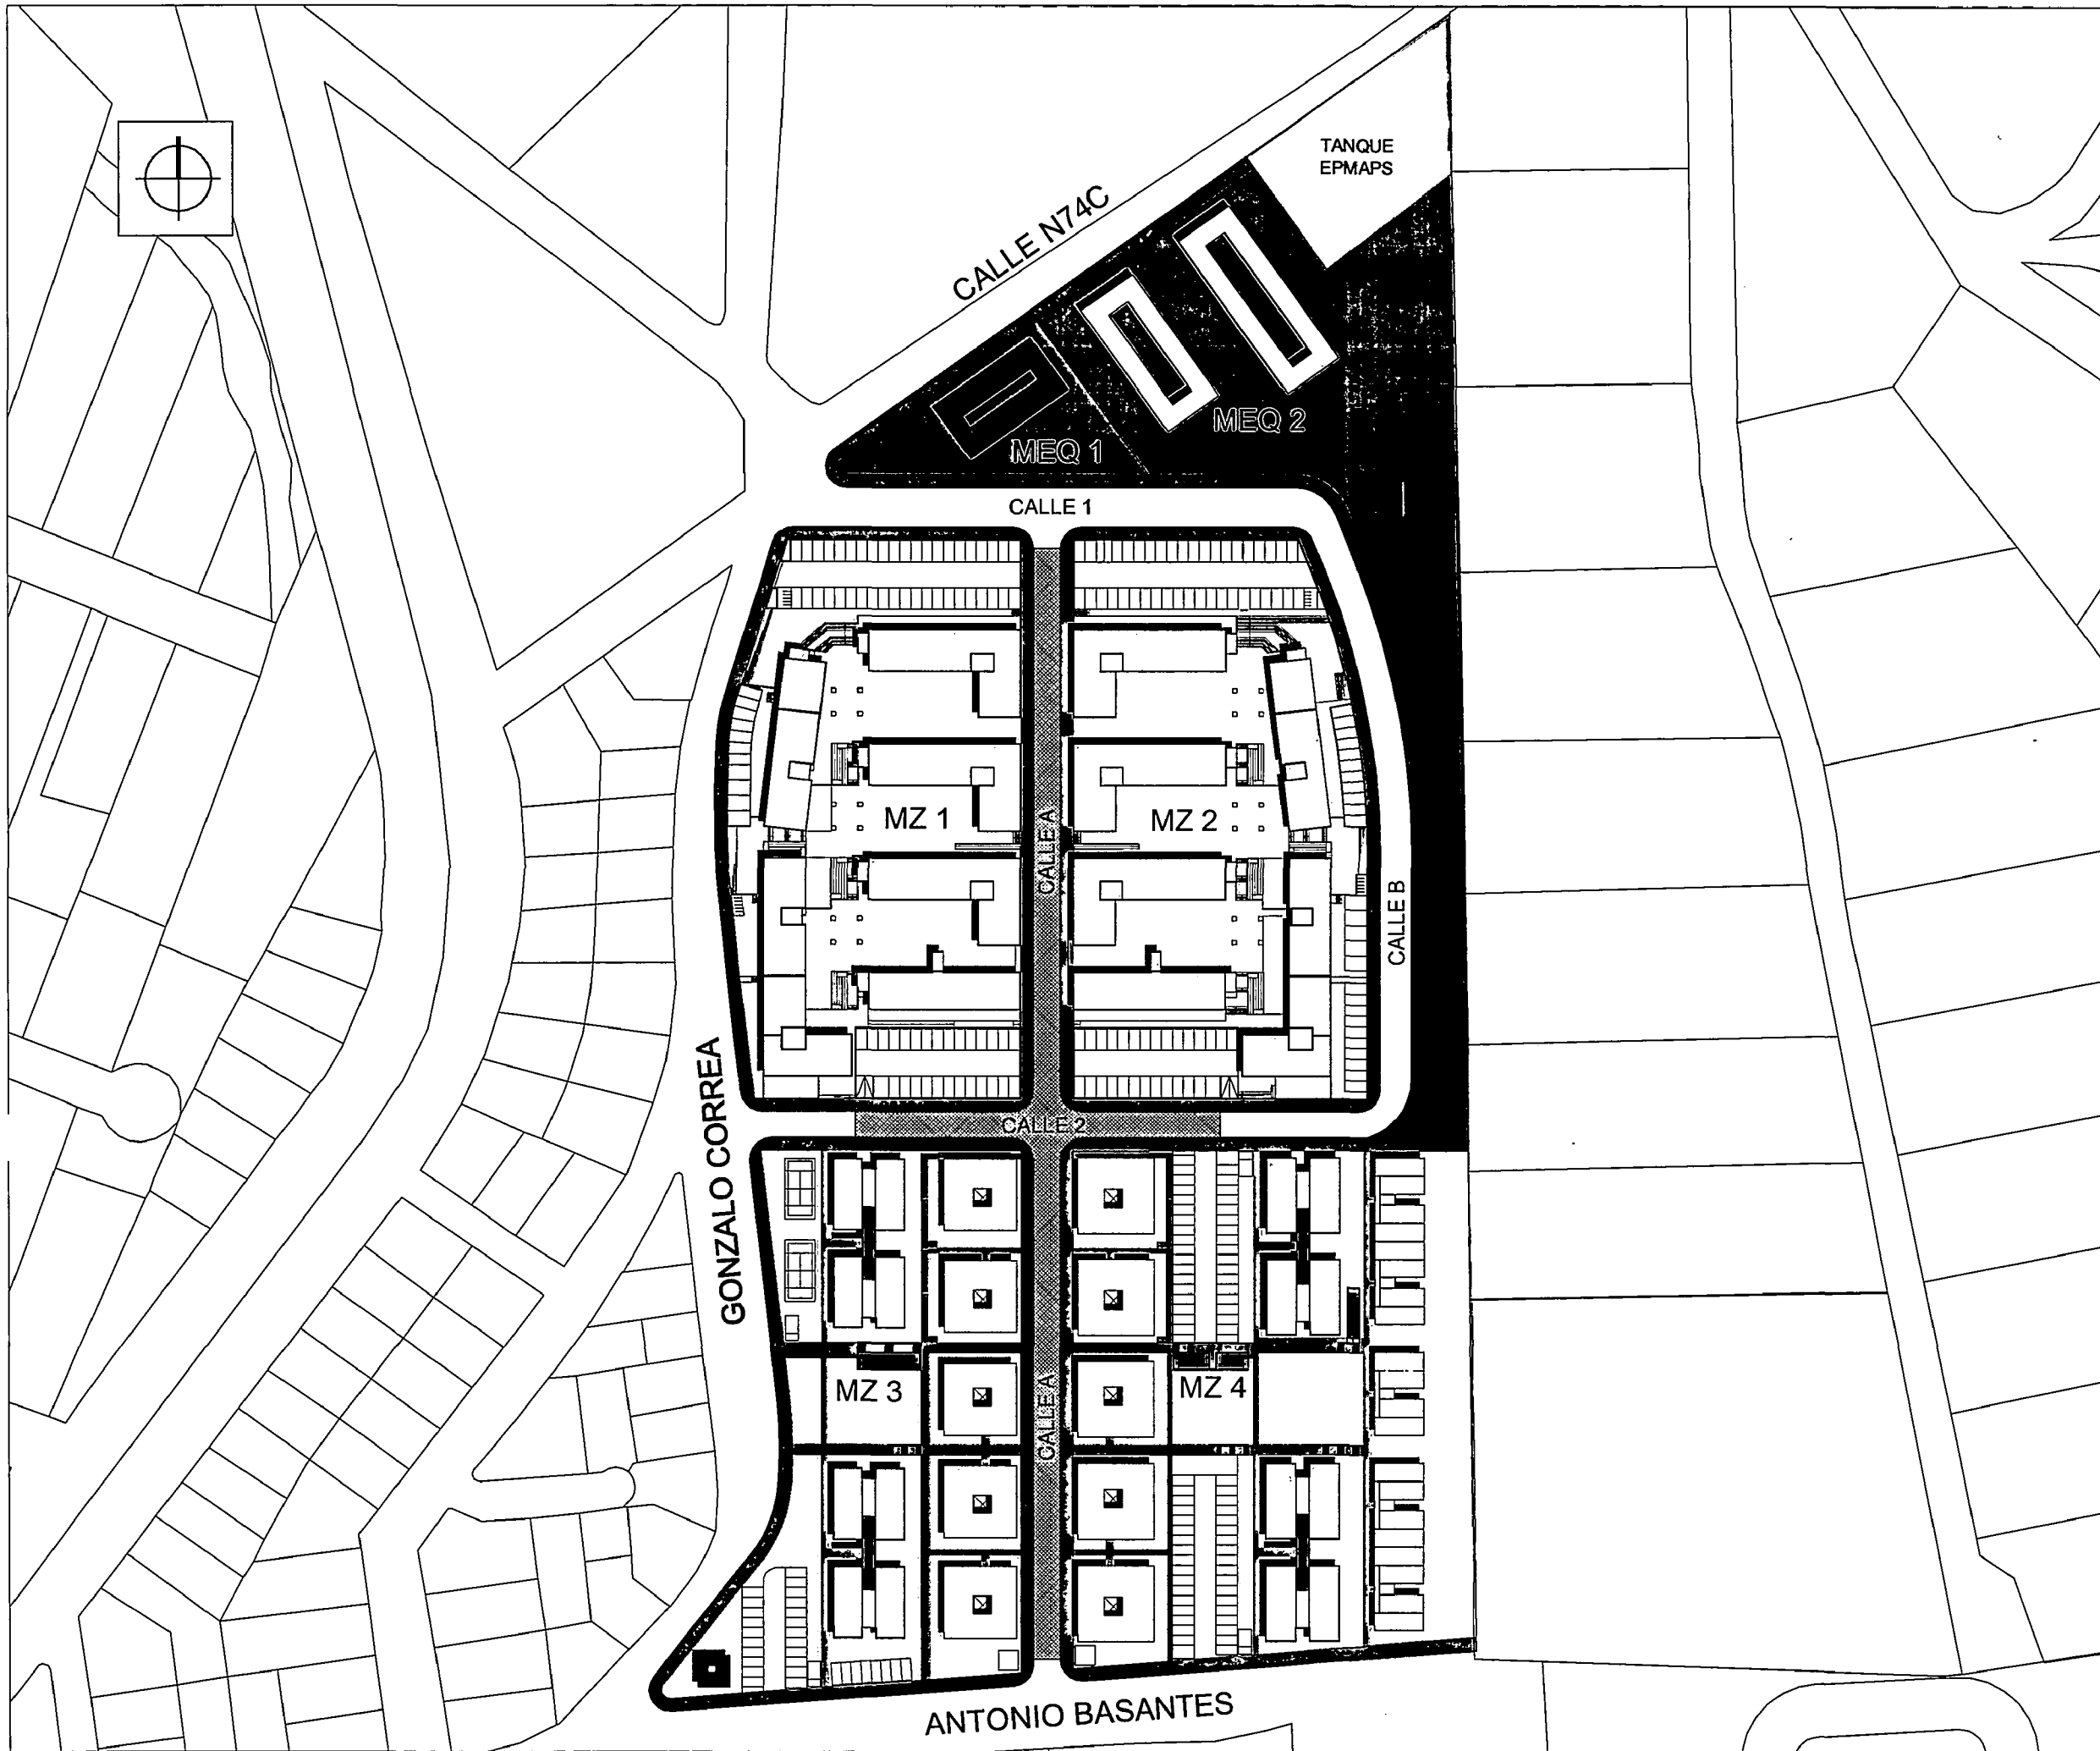 TANQUE
EPMAPS
CALLE N74C
MEQ 2
MEQ 1
CALLE 1
MZ 1
MZ 2
CALLE A
CALLE B
GONZALO CORREA
CALLE 2
MZ 3
MZ 4
CALLE A
ANTONIO BASANTES